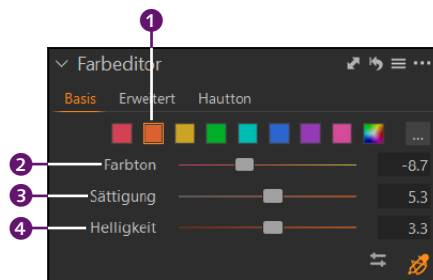 1
Farbeditor
Basis Erweitert Hautton
...
2 Farbton -8.7
3 Sättigung 5.3
4 Helligkeit 3.3